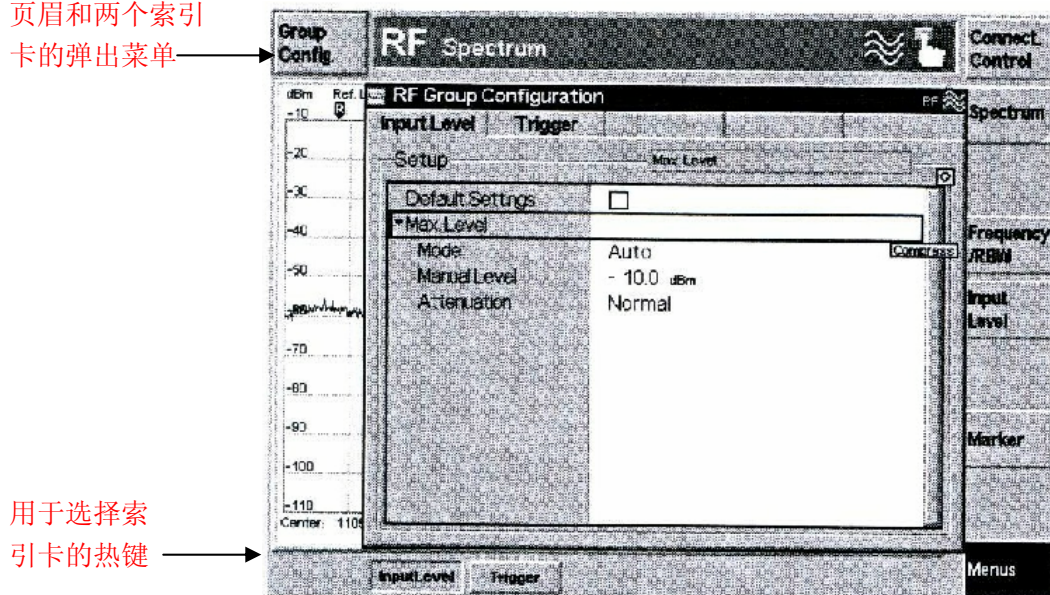 页眉和两个索引
卡的弹出菜单
Group
Config.
RF Spectrum
Connect.
Control
dBm Ref.
RF Group Configuration
RF
Spectrum
Input Level Trigger
Setup
Max. Level
Default Settings
Max. Level
Mode Auto
Compress
Manual Level - 10.0 dBm
Attenuation Normal
Frequency
/RBW
Input
Level
Marker
-10
-20
-30
-40
-50
-70
-80
-90
-100
-110
Center:
用于选择索
引卡的热键
Input Level Trigger
Menus